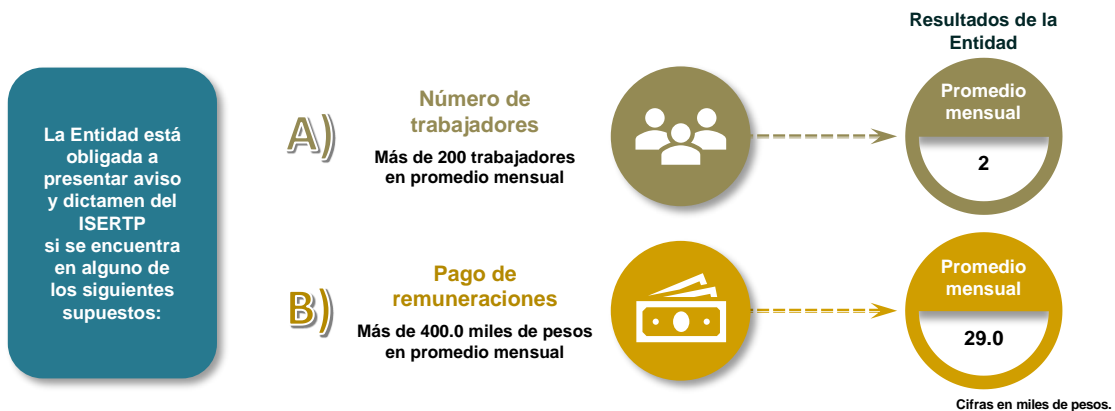 La Entidad está
obligada a
presentar aviso
y dictamen del
ISERTP
si se encuentra
en alguno de
los siguientes
supuestos:
A)
Número de
trabajadores
Más de 200 trabajadores
en promedio mensual
Resultados de la
Entidad
Promedio
mensual
2
B)
Pago de
remuneraciones
Más de 400.0 miles de pesos
en promedio mensual
Promedio
mensual
29.0
Cifras en miles de pesos.